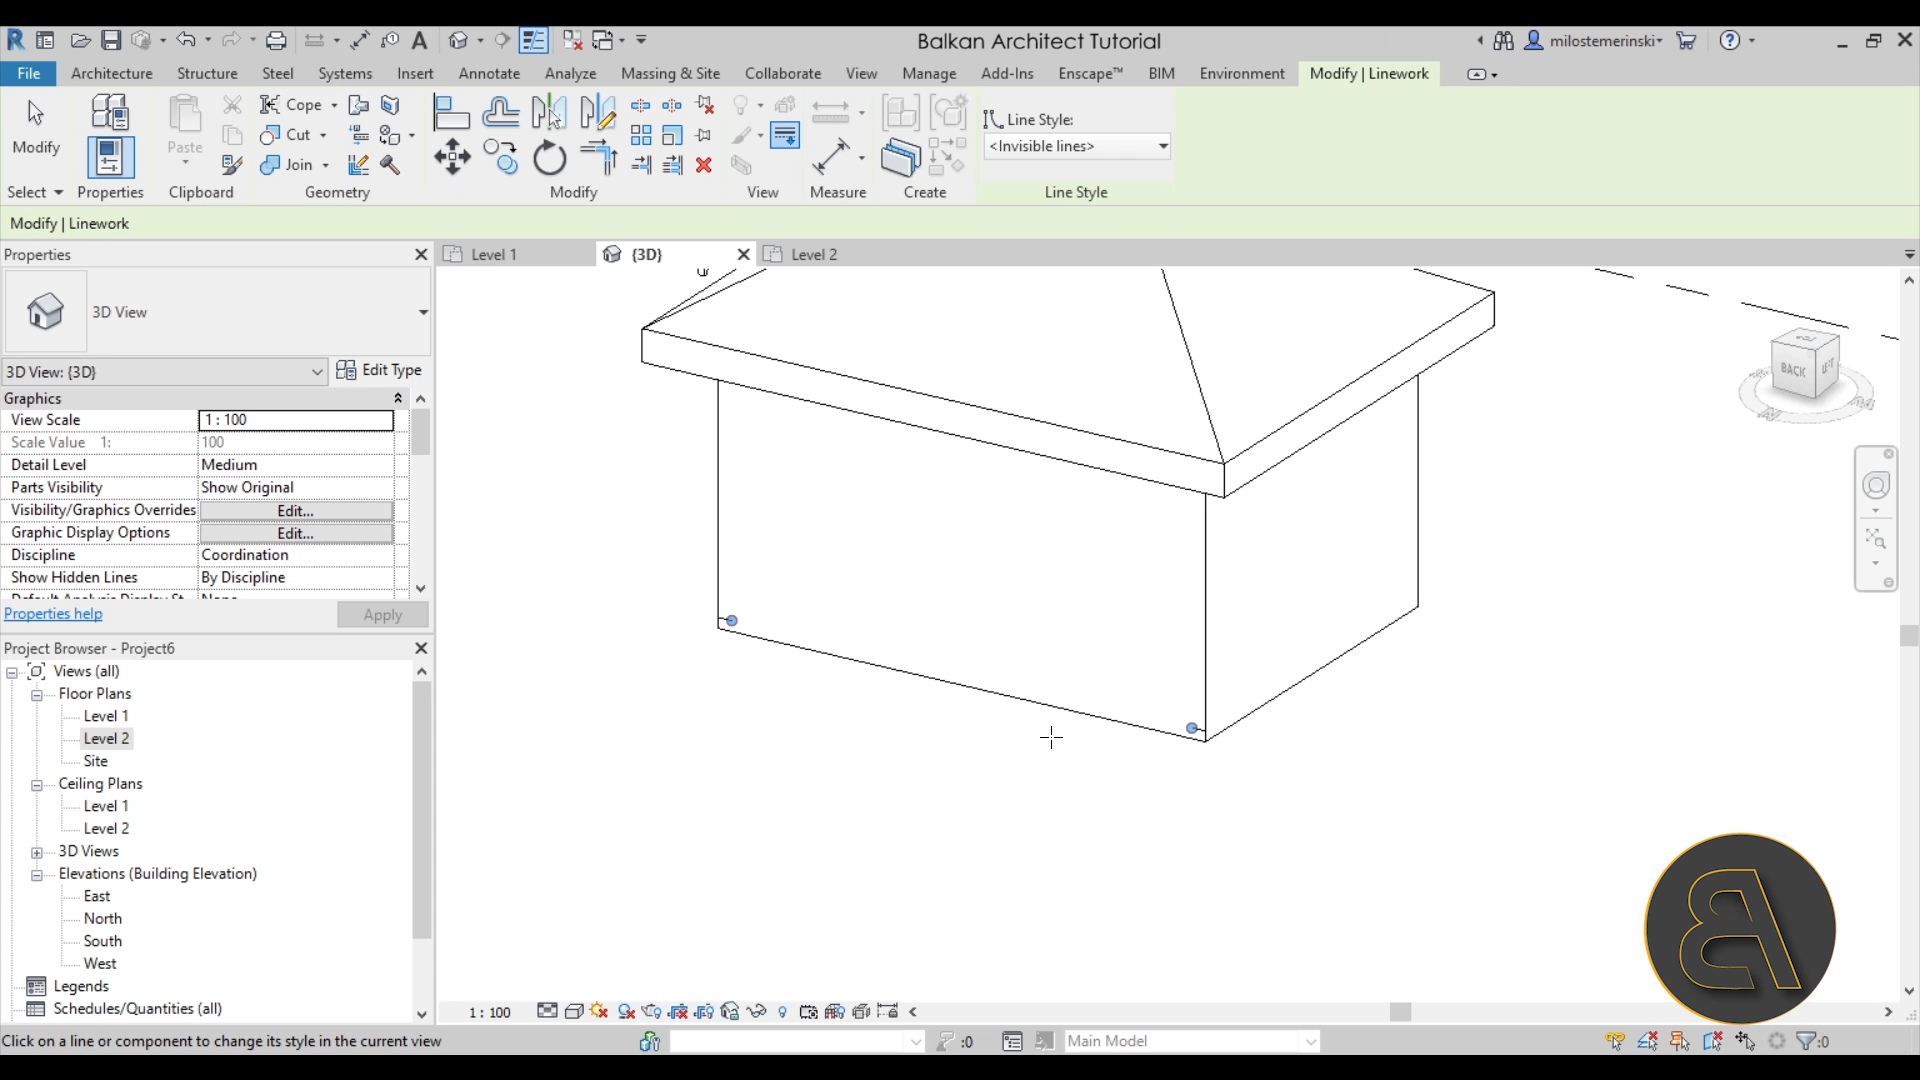 Balkan Architect Tutorial
milostemerinski
File Architecture Structure Steel Systems Insert Annotate Analyze Massing & Site Collaborate View Manage Add-Ins Enscape™ BIM Environment Modify | Linework
Modify
Paste
Cope
Cut
Join
Line Style:
<Invisible lines>
Select Properties Clipboard Geometry Modify View Measure Create Line Style
Modify | Linework
Properties
Level 1
{3D}
Level 2
3D View
3D View: {3D}
Edit Type
Graphics
View Scale 1 : 100
Scale Value 1: 100
Detail Level Medium
Parts Visibility Show Original
Visibility/Graphics Overrides Edit...
Graphic Display Options Edit...
Discipline Coordination
Show Hidden Lines By Discipline
Properties help
Apply
Project Browser - Project6
Views (all)
Floor Plans
Level 1
Level 2
Site
Ceiling Plans
Level 1
Level 2
3D Views
Elevations (Building Elevation)
East
North
South
West
Legends
Schedules/Quantities (all)
BACK
LEFT
1 : 100
Click on a line or component to change its style in the current view
:0
Main Model
:0